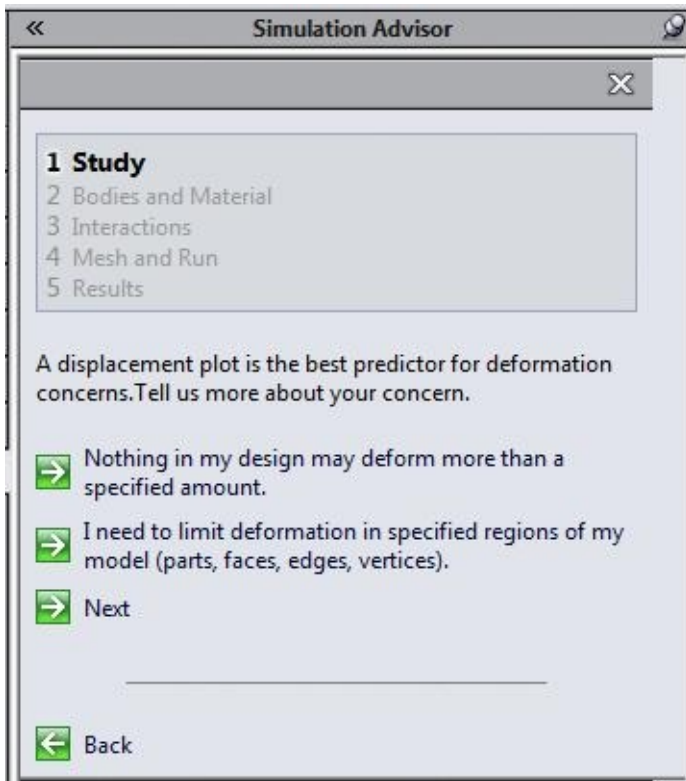 Simulation Advisor
1 Study
2 Bodies and Material
3 Interactions
4 Mesh and Run
5 Results
A displacement plot is the best predictor for deformation
concerns.Tell us more about your concern.
Nothing in my design may deform more than a
specified amount.
I need to limit deformation in specified regions of my
model (parts, faces, edges, vertices).
Next
Back